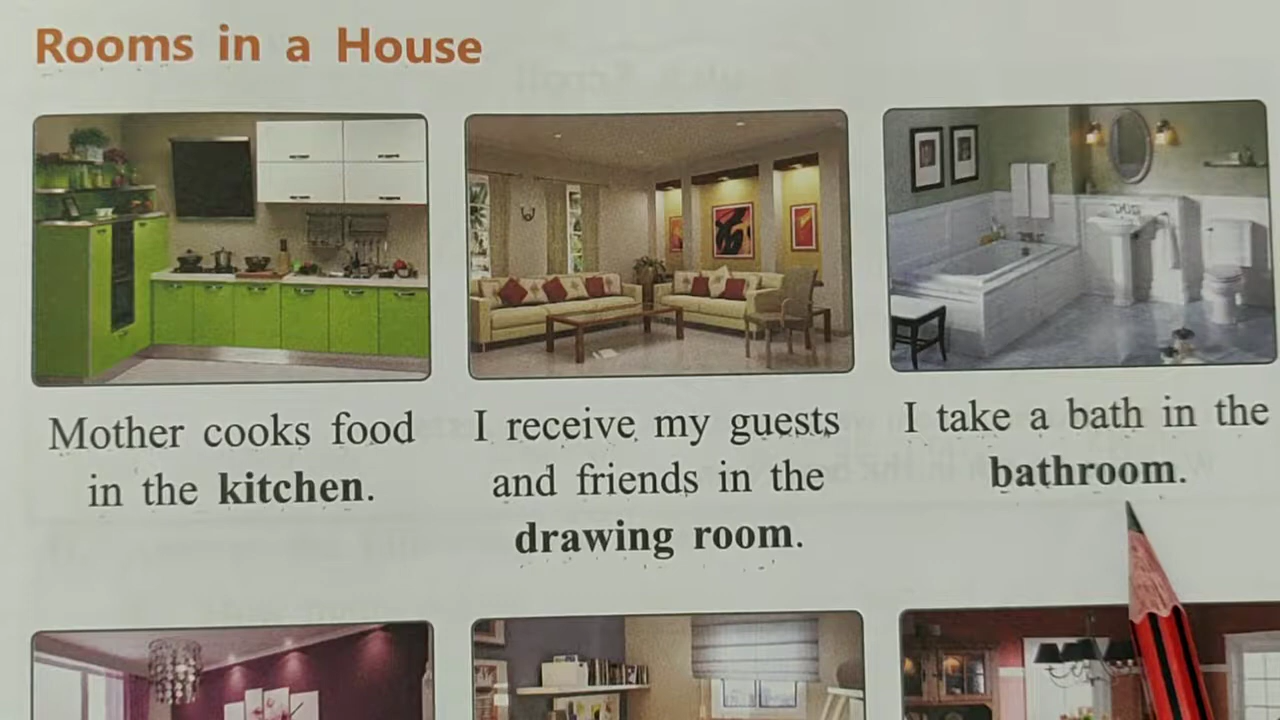 Rooms in a House
Mother cooks food
in the kitchen.
I receive my guests
and friends in the
drawing room.
I take a bath in the
bathroom.